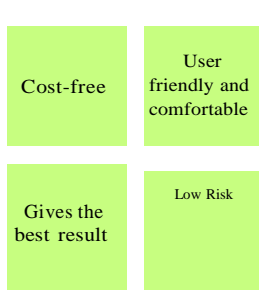 Cost-free
User
friendly and
comfortable
Gives the
best result
Low Risk